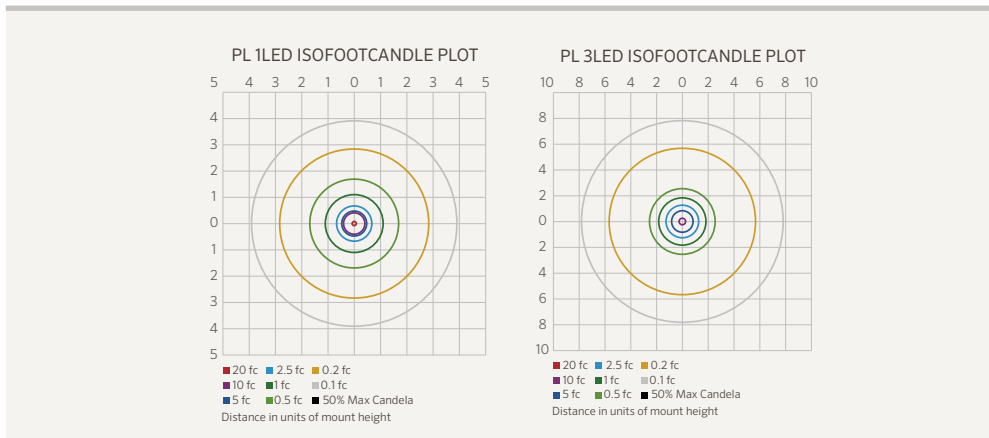 PL 1LED ISOFOOTCANDLE PLOT
5 4 3 2 1 0 1 2 3 4 5
4
3
2
1
0
1
2
3
4
5
20 fc 2.5 fc 0.2 fc
10 fc 1 fc 0.1 fc
5 fc 0.5 fc 50% Max Candela
Distance in units of mount height
PL 3LED ISOFOOTCANDLE PLOT
10 8 6 4 2 0 2 4 6 8 10
8
6
4
2
0
2
4
6
8
10
20 fc 2.5 fc 0.2 fc
10 fc 1 fc 0.1 fc
5 fc 0.5 fc 50% Max Candela
Distance in units of mount height